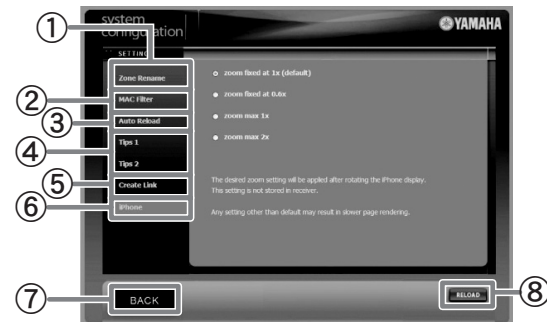 system
configuration
YAMAHA
SETTING
①
Zone Rename
②
MAC Filter
③
Auto Reload
④
Tips 1
Tips 2
⑤
Create Link
⑥
iPhone
zoom fixed at 1x (default)
zoom fixed at 0.6x
zoom max 1x
zoom max 2x
The desired zoom setting will be applied after rotating the iPhone display.
This setting is not stored in receiver.
Any setting other than default may result in slower page rendering.
⑦
BACK
RELOAD
⑧